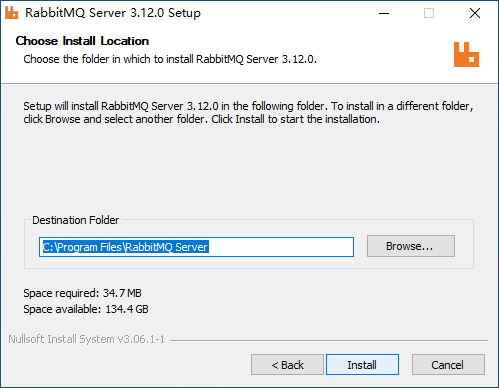 RabbitMQ Server 3.12.0 Setup
Choose Install Location
Choose the folder in which to install RabbitMQ Server 3.12.0.
Setup will install RabbitMQ Server 3.12.0 in the following folder. To install in a different folder,
click Browse and select another folder. Click Install to start the installation.
Destination Folder
C:\Program Files\RabbitMQ Server
Browse...
Space required: 34.7 MB
Space available: 134.4 GB
Nullsoft Install System v3.06.1-1
< Back
Install
Cancel